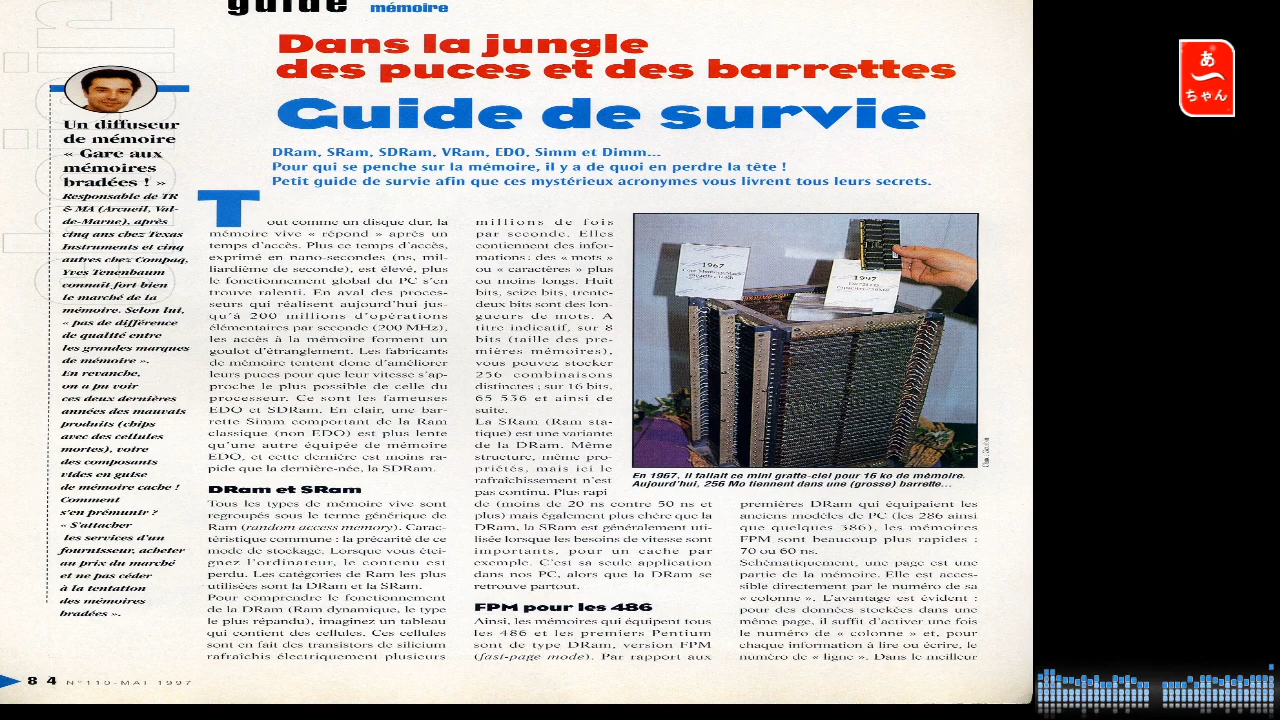 guide mémoire
Dans la jungle
des puces et des barrettes
Guide de survie
DRam, SRam, SDRam, VRam, EDO, Simm et Dimm...
Pour qui se penche sur la mémoire, il y a de quoi en perdre la tête !
Petit guide de survie afin que ces mystérieux acronymes vous livrent tous leurs secrets.
Un diffuseur
de mémoire
« Gare aux
mémoires
bradées ! »
Responsable de TR
& MA (Arcueil, Val-
de-Marne), après
cinq ans chez Texas
Instruments et cinq
autres chez Compaq,
Yves Tenenbaum
connaît fort bien
le marché de la
mémoire. Selon lui,
« pas de différence
de qualité entre
les grandes marques
de mémoire ».
En revanche,
on a pu voir
ces deux dernières
années des mauvais
produits (chips
avec des cellules
mortes), voire
des composants
vides en guise
de mémoire cache !
Comment
s'en prémunir ?
« S'attacher
les services d'un
fournisseur, acheter
au prix du marché
et ne pas céder
à la tentation
des mémoires
bradées ».
Tout comme un disque dur, la
mémoire vive « répond » après un
temps d'accès. Plus ce temps d'accès,
exprimé en nano-secondes (ns, mil-
liardième de seconde), est élevé, plus
le fonctionnement global du PC s'en
trouve ralenti. En aval des proces-
seurs qui réalisent aujourd'hui jus-
qu'à 200 millions d'opérations
élémentaires par seconde (200 MHz),
les accès à la mémoire forment un
goulot d'étranglement. Les fabricants
de mémoire tentent donc d'améliorer
leurs puces pour que leur vitesse s'ap-
proche le plus possible de celle du
processeur. Ce sont les fameuses
EDO et SDRam. En clair, une bar-
rette Simm comportant de la Ram
classique (non EDO) est plus lente
qu'une autre équipée de mémoire
EDO, et cette dernière est moins ra-
pide que la dernière-née, la SDRam.
DRam et SRam
Tous les types de mémoire vive sont
regroupés sous le terme générique de
Ram (random access memory). Carac-
téristique commune : la précarité de ce
mode de stockage. Lorsque vous étei-
gnez l'ordinateur, le contenu est
perdu. Les catégories de Ram les plus
utilisées sont la DRam et la SRam.
Pour comprendre le fonctionnement
de la DRam (Ram dynamique, le type
le plus répandu), imaginez un tableau
qui contient des cellules. Ces cellules
sont en fait des transistors de silicium
rafraîchis électriquement plusieurs
millions de fois
par seconde. Elles
contiennent des infor-
mations : des « mots »
ou « caractères » plus
ou moins longs. Huit
bits, seize bits, trente-
deux bits sont des lon-
gueurs de mots. A
titre indicatif, sur 8
bits (taille des pre-
mières mémoires),
vous pouvez stocker
256 combinaisons
distinctes ; sur 16 bits,
65 536 et ainsi de
suite.
La SRam (Ram sta-
tique) est une variante
de la DRam. Même
structure, même pro-
priétés, mais ici le
rafraîchissement n'est
pas continu. Plus rapi
de (moins de 20 ns contre 50 ns et
plus) mais également plus chère que la
DRam, la SRam est généralement uti-
lisée lorsque les besoins de vitesse sont
importants, pour un cache par
exemple. C'est sa seule application
dans nos PC, alors que la DRam se
retrouve partout.
FPM pour les 486
Ainsi, les mémoires qui équipent tous
les 486 et les premiers Pentium
sont de type DRam, version FPM
(fast-page mode). Par rapport aux
1967
1997
En 1967, il fallait ce mini gratte-ciel pour 16 ko de mémoire.
Aujourd'hui, 256 Mo tiennent dans une (grosse) barrette...
premières DRam qui équipaient les
anciens modèles de PC (les 286 ainsi
que quelques 386), les mémoires
FPM sont beaucoup plus rapides :
70 ou 60 ns.
Schématiquement, une page est une
partie de la mémoire. Elle est acces-
sible directement par le numéro de sa
« colonne ». L'avantage est évident :
pour des données stockées dans une
même page, il suffit d'activer une fois
le numéro de « colonne » et, pour
chaque information à lire ou écrire, le
numéro de « ligne ». Dans le meilleur
84 N°110-MAI 1997
あ
ー
ちゃん